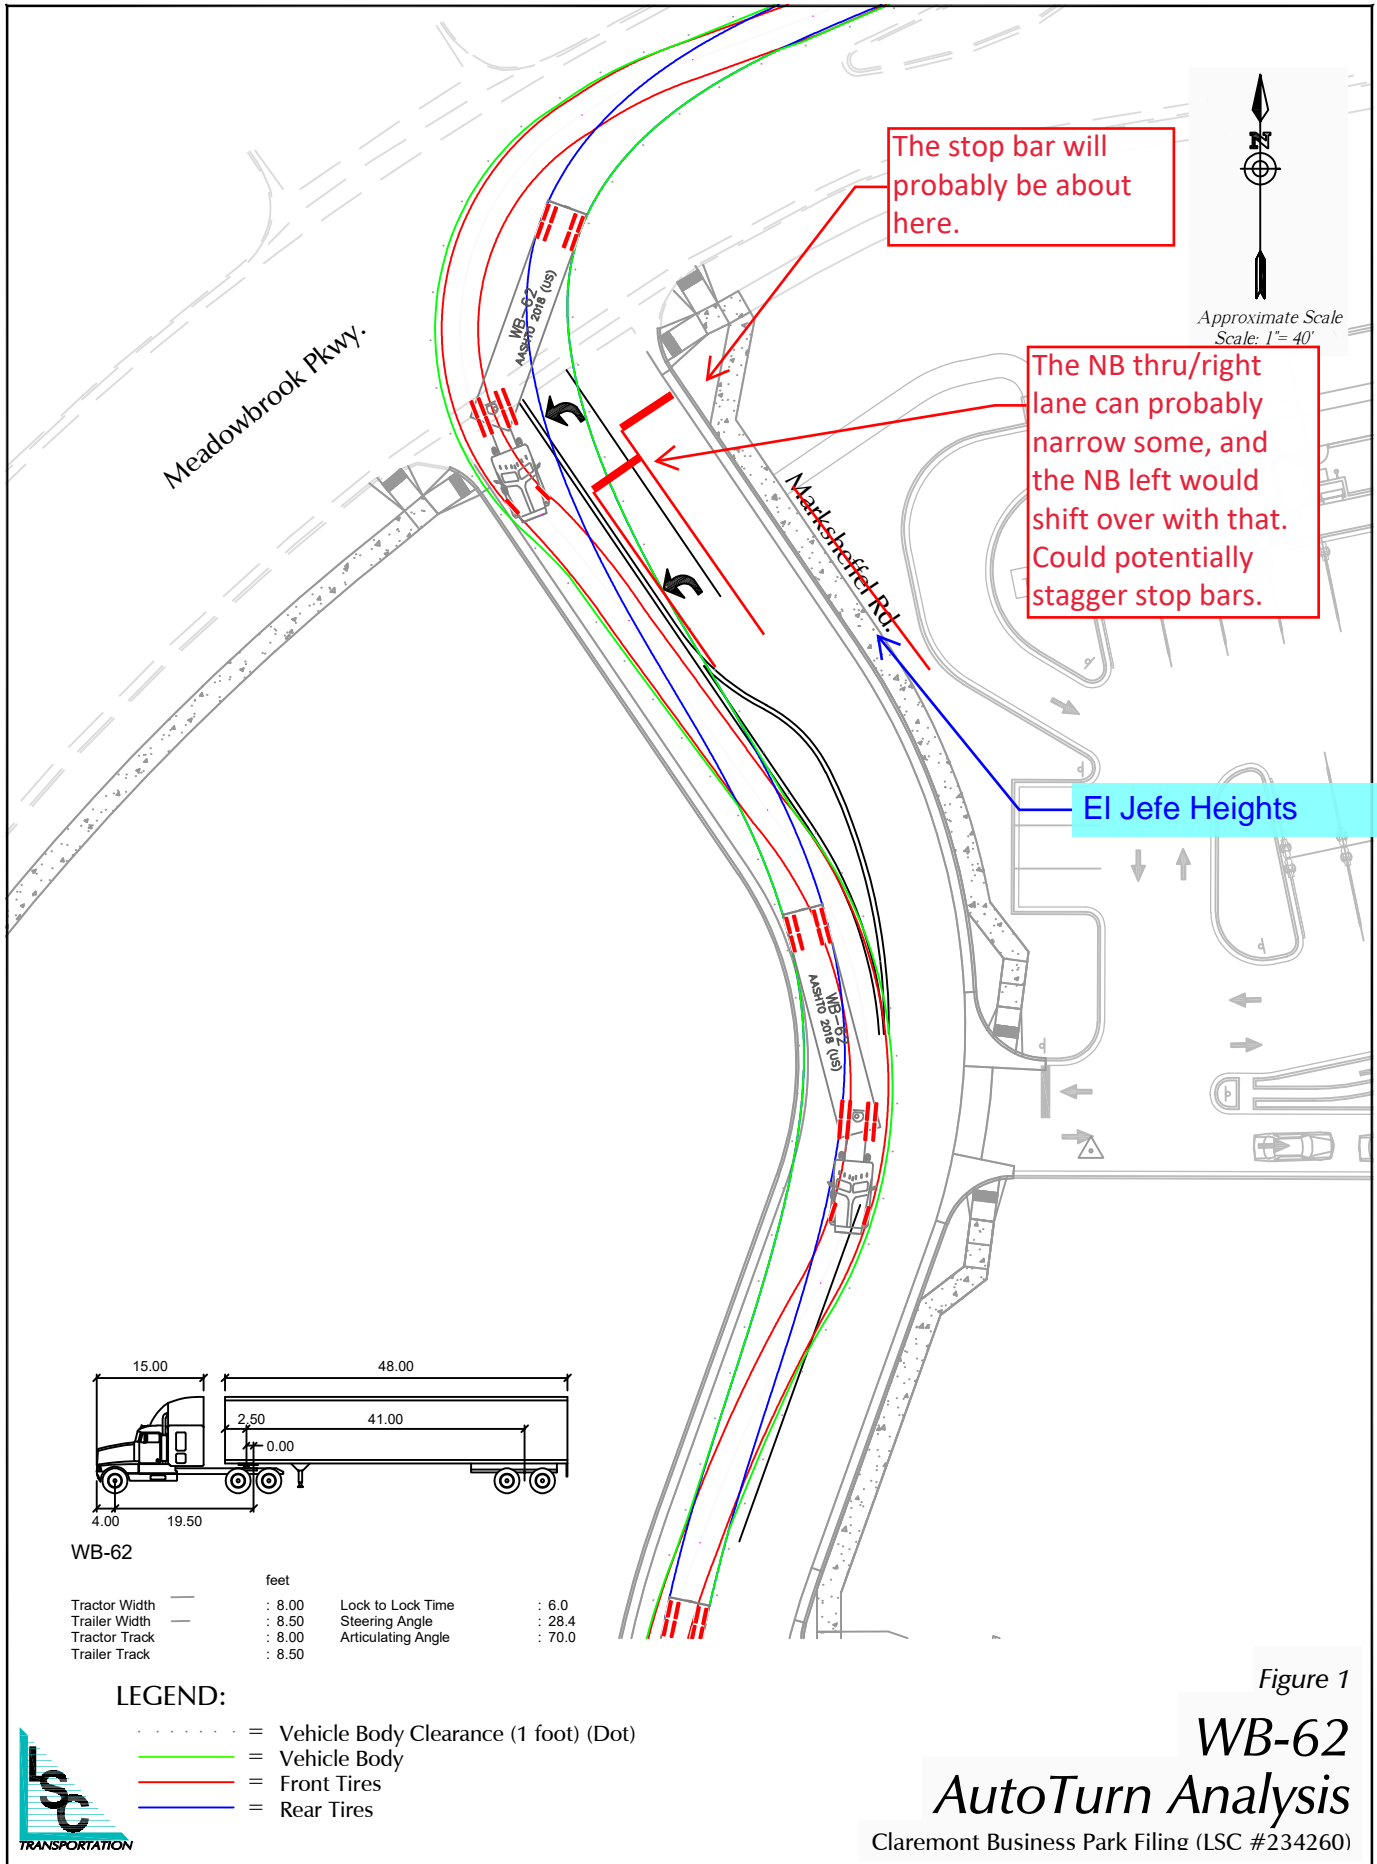 The stop bar will
probably be about
here.
N
Approximate Scale
Scale: 1"= 40'
The NB thru/right
lane can probably
narrow some, and
the NB left would
shift over with that.
Could potentially
stagger stop bars.
Meadowbrook Pkwy.
WB-62
AASHTO 2018 (US)
Marksheffel Rd.
El Jefe Heights
WB-62
AASHTO 2018 (US)
15.00
48.00
2.50
41.00
0.00
4.00
19.50
WB-62
feet
Tractor Width : 8.00 Lock to Lock Time : 6.0
Trailer Width : 8.50 Steering Angle : 28.4
Tractor Track : 8.00 Articulating Angle : 70.0
Trailer Track : 8.50
LEGEND:
= Vehicle Body Clearance (1 foot) (Dot)
= Vehicle Body
= Front Tires
= Rear Tires
LSC
TRANSPORTATION
Figure 1
WB-62
AutoTurn Analysis
Claremont Business Park Filing (LSC #234260)